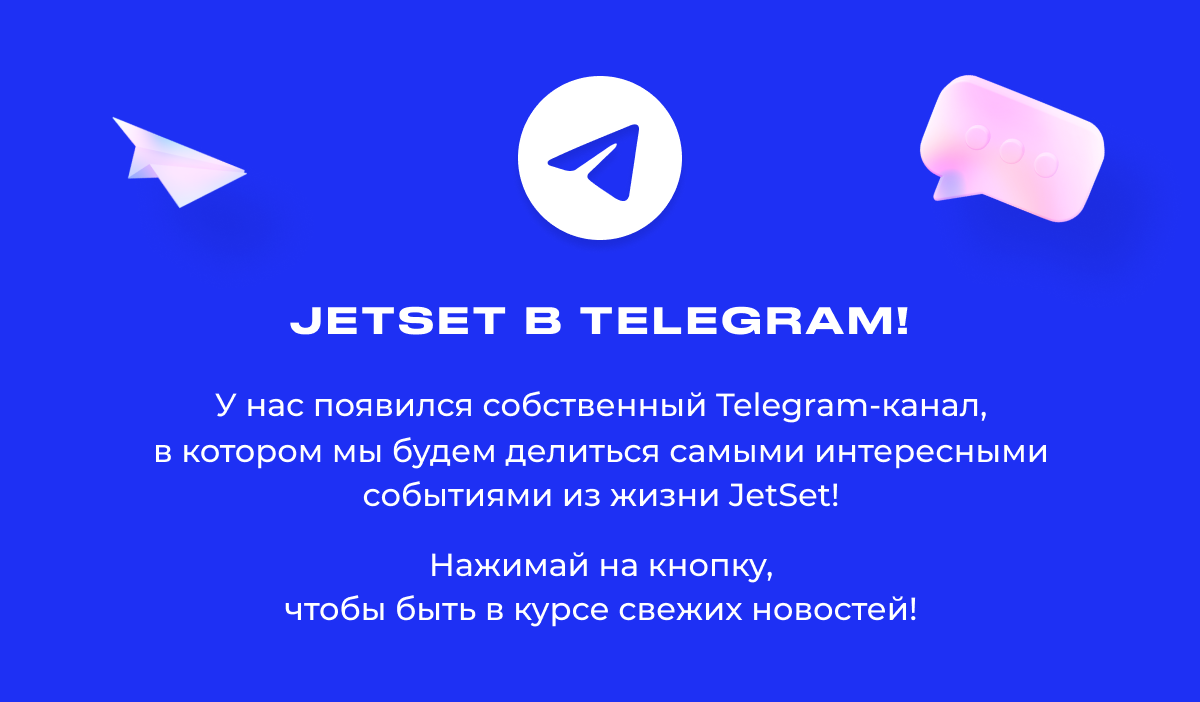 JETSET В TELEGRAM!
У нас появился собственный Telegram-канал,
в котором мы будем делиться самыми интересными
событиями из жизни JetSet!
Нажимай на кнопку,
чтобы быть в курсе свежих новостей!